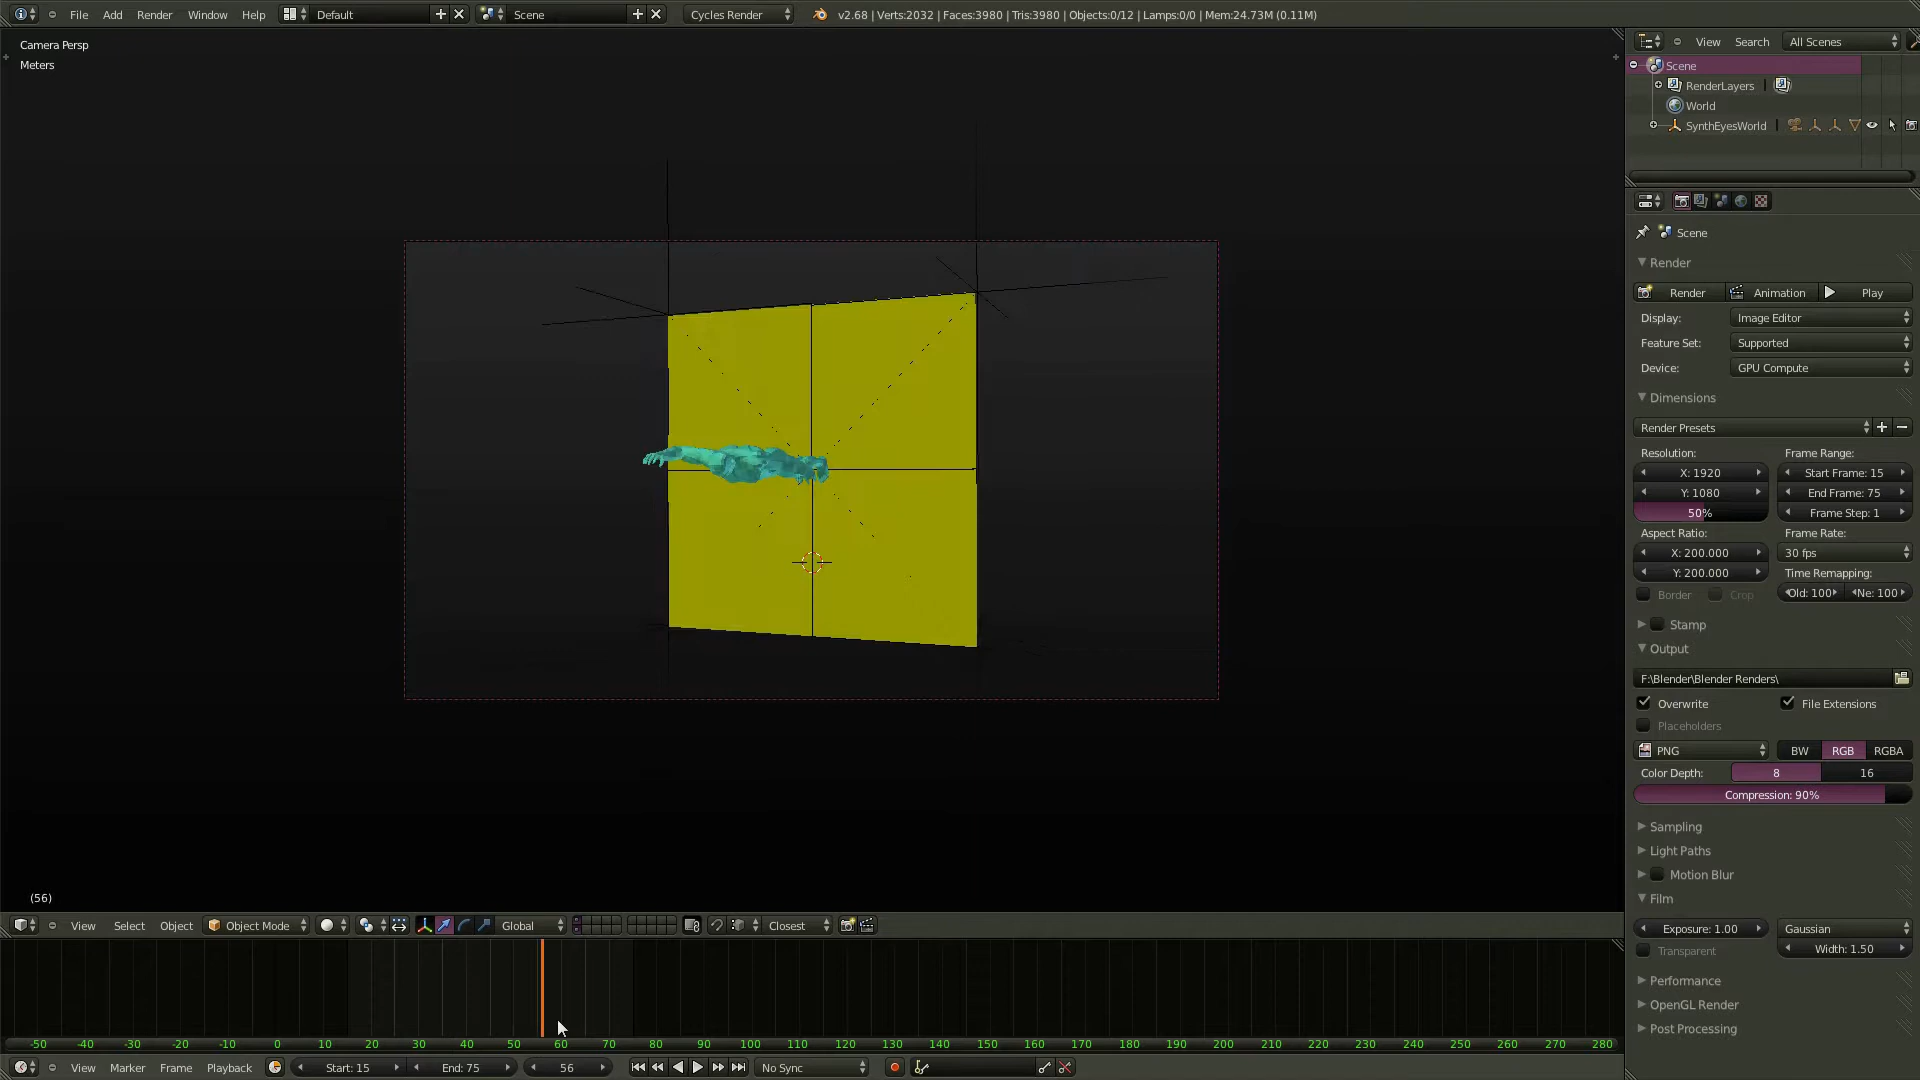 File Add Render Window Help Default Scene Cycles Render v2.68 | Verts:2032 | Faces:3980 | Tris:3980 | Objects:0/12 | Lamps:0/0 | Mem:24.73M (0.11M)
Camera Persp
Meters
(56)
View Search All Scenes
Scene
RenderLayers |
World
SynthEyesWorld |
Scene
Render
Render Animation Play
Display: Image Editor
Feature Set: Supported
Device: GPU Compute
Dimensions
Render Presets
Resolution: Frame Range:
X: 1920 Start Frame: 15
Y: 1080 End Frame: 75
50% Frame Step: 1
Aspect Ratio: Frame Rate:
X: 200.000 30 fps
Y: 200.000 Time Remapping:
Border Crop Old: 100 Ne: 100
Stamp
Output
F:\Blender\Blender Renders\
Overwrite File Extensions
Placeholders
PNG BW RGB RGBA
Color Depth: 8 16
Compression: 90%
Sampling
Light Paths
Motion Blur
Film
Exposure: 1.00 Gaussian
Transparent Width: 1.50
Performance
OpenGL Render
Post Processing
View Select Object Object Mode Global Closest
-50 -40 -30 -20 -10 0 10 20 30 40 50 60 70 80 90 100 110 120 130 140 150 160 170 180 190 200 210 220 230 240 250 260 270 280
View Marker Frame Playback Start: 15 End: 75 56 No Sync